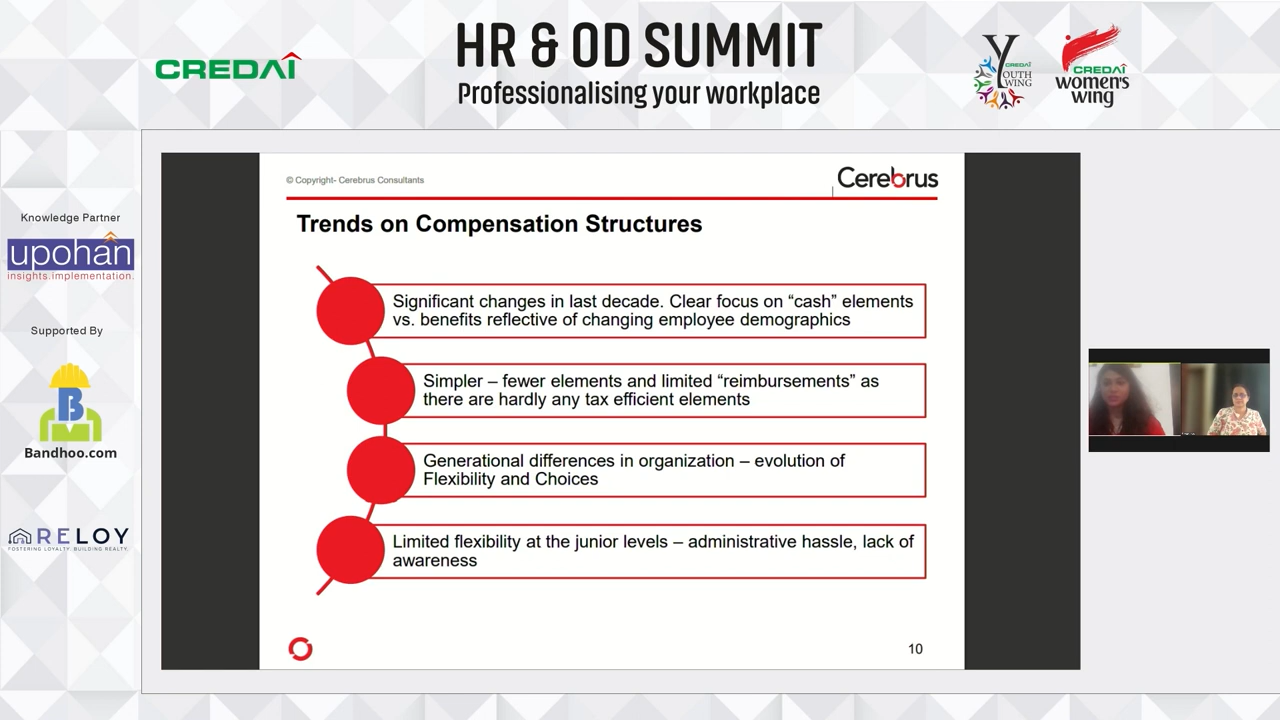 CREDAI
HR & OD SUMMIT
Professionalising your workplace
Y
CREDAI
OUTH
WING
CREDAI
women's
wing
Knowledge Partner
upohan
insights.implementation.
Supported By
B
Bandhoo.com
RELOY
FOSTERING LOYALTY. BUILDING REALTY.
© Copyright- Cerebrus Consultants
Cerebrus
Trends on Compensation Structures
Significant changes in last decade. Clear focus on “cash” elements
vs. benefits reflective of changing employee demographics
Simpler – fewer elements and limited “reimbursements” as
there are hardly any tax efficient elements
Generational differences in organization – evolution of
Flexibility and Choices
Limited flexibility at the junior levels – administrative hassle, lack of
awareness
10